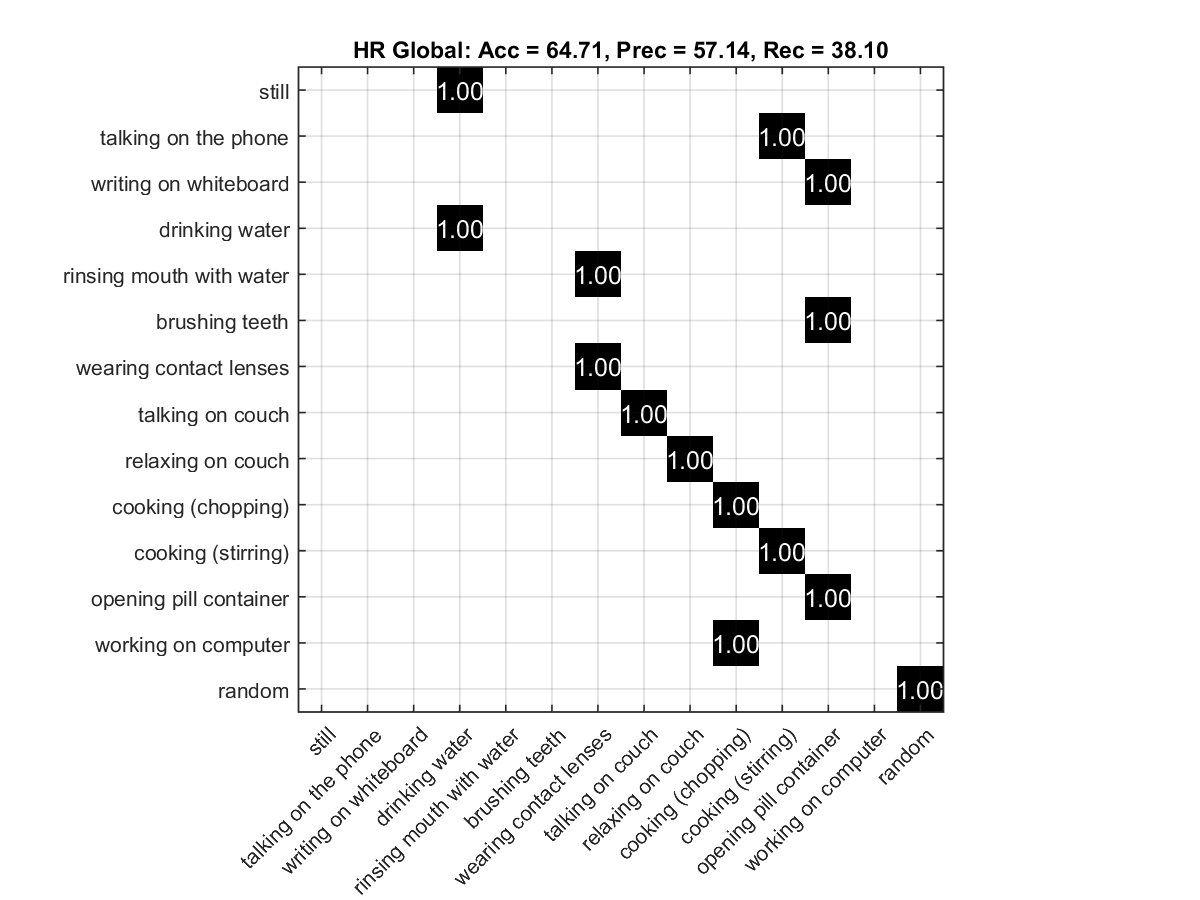 HR Global: Acc = 64.71, Prec = 57.14, Rec = 38.10
still 1.00
talking on the phone 1.00
writing on whiteboard 1.00
drinking water 1.00
rinsing mouth with water 1.00
brushing teeth 1.00
wearing contact lenses 1.00
talking on couch 1.00
relaxing on couch 1.00
cooking (chopping) 1.00
cooking (stirring) 1.00
opening pill container 1.00
working on computer 1.00
random 1.00
still
talking on the phone
writing on whiteboard
drinking water
rinsing mouth with water
brushing teeth
wearing contact lenses
talking on couch
relaxing on couch
cooking (chopping)
cooking (stirring)
opening pill container
working on computer
random